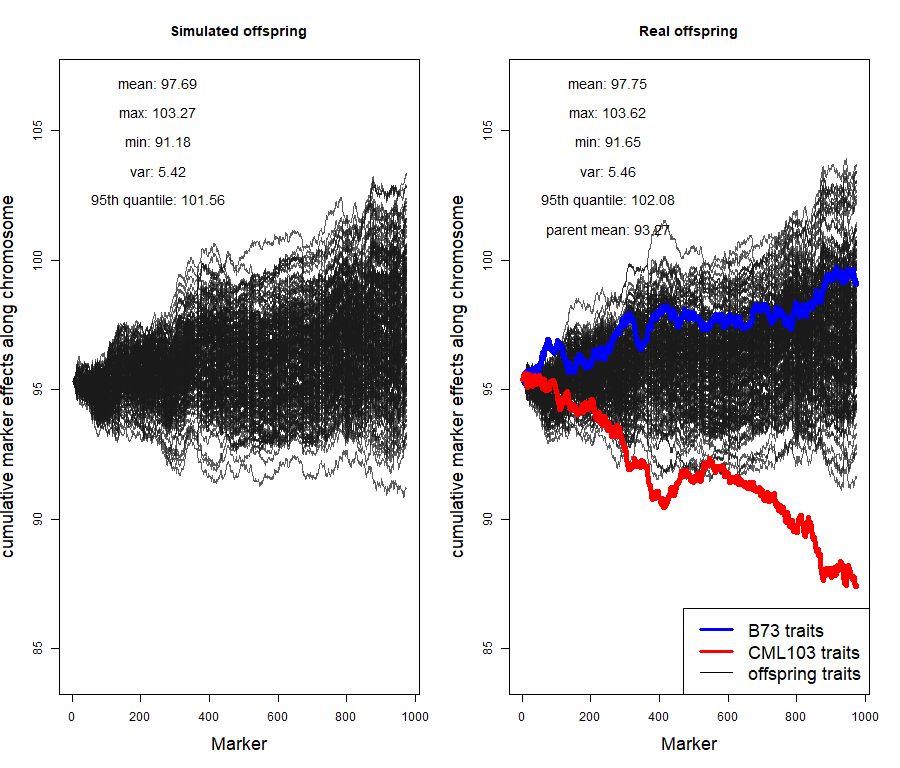 Simulated offspring
mean: 97.69
max: 103.27
min: 91.18
var: 5.42
95th quantile: 101.56
cumulative marker effects along chromosome
105
100
95
90
85
0 200 400 600 800 1000
Marker
Real offspring
mean: 97.75
max: 103.62
min: 91.65
var: 5.46
95th quantile: 102.08
parent mean: 93.27
cumulative marker effects along chromosome
105
100
95
90
85
B73 traits
CML103 traits
offspring traits
0 200 400 600 800 1000
Marker